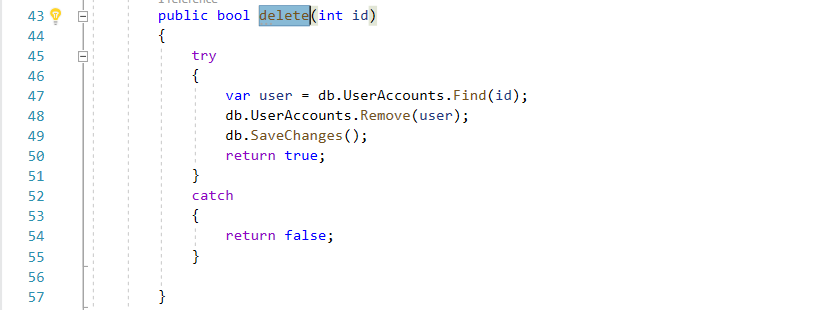 1 reference
43 public bool delete(int id)
44 {
45 try
46 {
47 var user = db.UserAccounts.Find(id);
48 db.UserAccounts.Remove(user);
49 db.SaveChanges();
50 return true;
51 }
52 catch
53 {
54 return false;
55 }
56
57 }